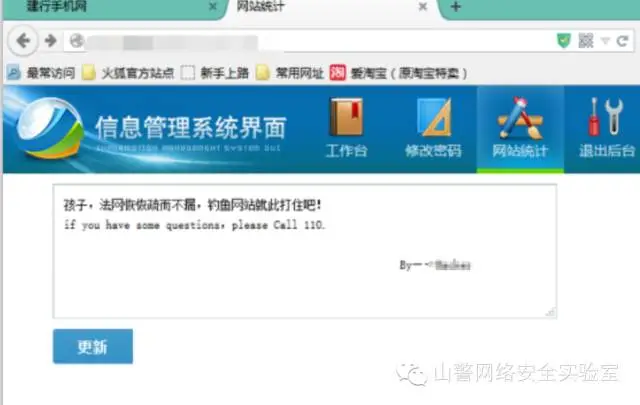 建行手机网
网站统计
最常访问 火狐官方站点 新手上路 常用网址 淘 爱淘宝（原淘宝特卖）
信息管理系统界面
INFORMATION MANAGEMENT SYSTEM GUI
工作台 修改密码 网站统计 退出后台
孩子，法网恢恢疏而不漏，钓鱼网站就此打住吧！
if you have some questions，please Call 110.
By
更新
山警网络安全实验室